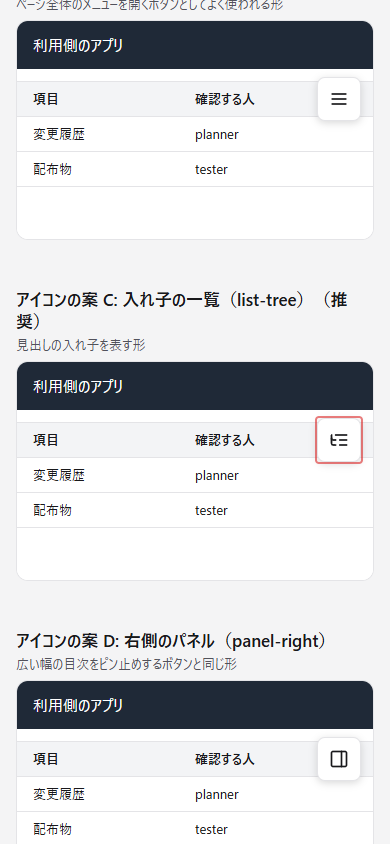 ページ全体のメニューを開くボタンとしてよく使われる形
利用側のアプリ
項目 確認する人
変更履歴 planner
配布物 tester
アイコンの案 C: 入れ子の一覧（list-tree）（推
奨）
見出しの入れ子を表す形
利用側のアプリ
項目 確認する人
変更履歴 planner
配布物 tester
アイコンの案 D: 右側のパネル（panel-right）
広い幅の目次をピン止めするボタンと同じ形
利用側のアプリ
項目 確認する人
変更履歴 planner
配布物 tester